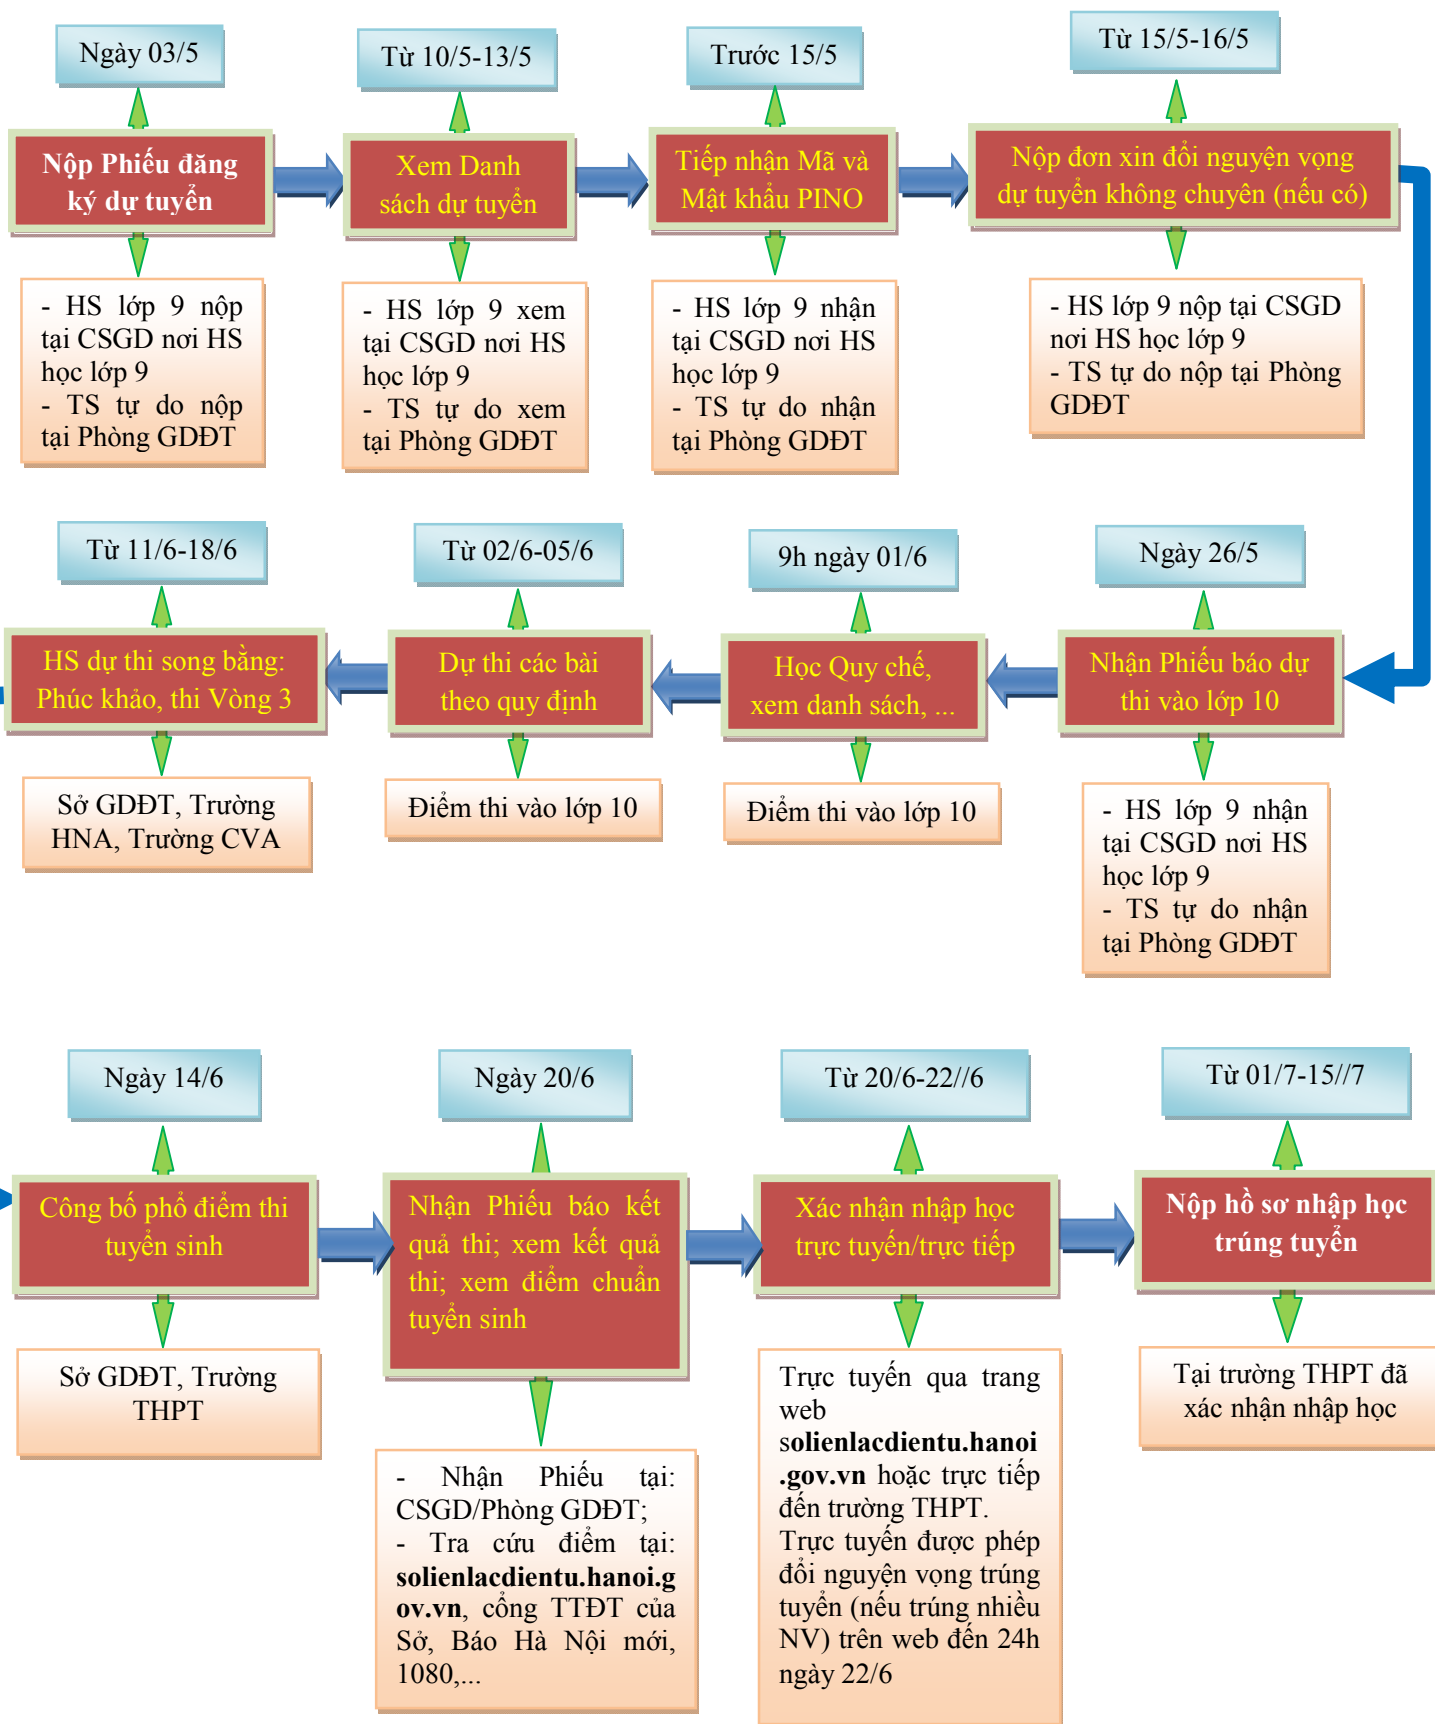 Ngày 03/5
Từ 10/5-13/5
Trước 15/5
Từ 15/5-16/5
Nộp Phiếu đăng
ký dự tuyển
Xem Danh
sách dự tuyển
Tiếp nhận Mã và
Mật khẩu PINO
Nộp đơn xin đổi nguyện vọng
dự tuyển không chuyên (nếu có)
- HS lớp 9 nộp
tại CSGD nơi HS
học lớp 9
- TS tự do nộp
tại Phòng GDĐT
- HS lớp 9 xem
tại CSGD nơi HS
học lớp 9
- TS tự do xem
tại Phòng GDĐT
- HS lớp 9 nhận
tại CSGD nơi HS
học lớp 9
- TS tự do nhận
tại Phòng GDĐT
- HS lớp 9 nộp tại CSGD
nơi HS học lớp 9
- TS tự do nộp tại Phòng
GDĐT
Từ 11/6-18/6
Từ 02/6-05/6
9h ngày 01/6
Ngày 26/5
HS dự thi song bằng:
Phúc khảo, thi Vòng 3
Dự thi các bài
theo quy định
Học Quy chế,
xem danh sách, ...
Nhận Phiếu báo dự
thi vào lớp 10
Sở GDĐT, Trường
HNA, Trường CVA
Điểm thi vào lớp 10
Điểm thi vào lớp 10
- HS lớp 9 nhận
tại CSGD nơi HS
học lớp 9
- TS tự do nhận
tại Phòng GDĐT
Ngày 14/6
Ngày 20/6
Từ 20/6-22//6
Từ 01/7-15//7
Công bố phổ điểm thi
tuyển sinh
Nhận Phiếu báo kết
quả thi; xem kết quả
thi; xem điểm chuẩn
tuyển sinh
Xác nhận nhập học
trực tuyến/trực tiếp
Nộp hồ sơ nhập học
trúng tuyển
Sở GDĐT, Trường
THPT
- Nhận Phiếu tại:
CSGD/Phòng GDĐT;
- Tra cứu điểm tại:
solienlacdientu.hanoi.g
ov.vn, cổng TTĐT của
Sở, Báo Hà Nội mới,
1080,...
Trực tuyến qua trang
web
solienlacdientu.hanoi
.gov.vn hoặc trực tiếp
đến trường THPT.
Trực tuyến được phép
đổi nguyện vọng trúng
tuyển (nếu trúng nhiều
NV) trên web đến 24h
ngày 22/6
Tại trường THPT đã
xác nhận nhập học